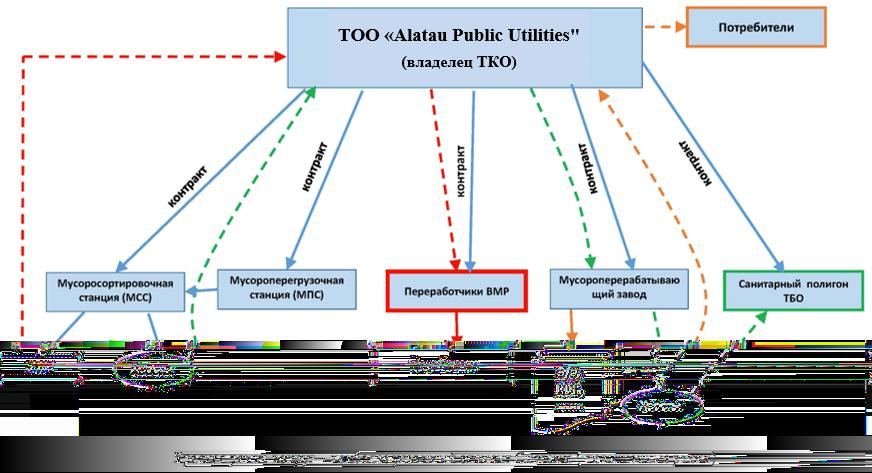 ТОО «Alatau Public Utilities"
(владелец ТКО)
Потребители
контракт
контракт
контракт
контракт
контракт
Мусоросортировочная
станция (МСС)
Мусороперегрузочная
станция (МПС)
Переработчики ВМР
Мусороперерабатываю
щий завод
Санитарный полигон
ТБО